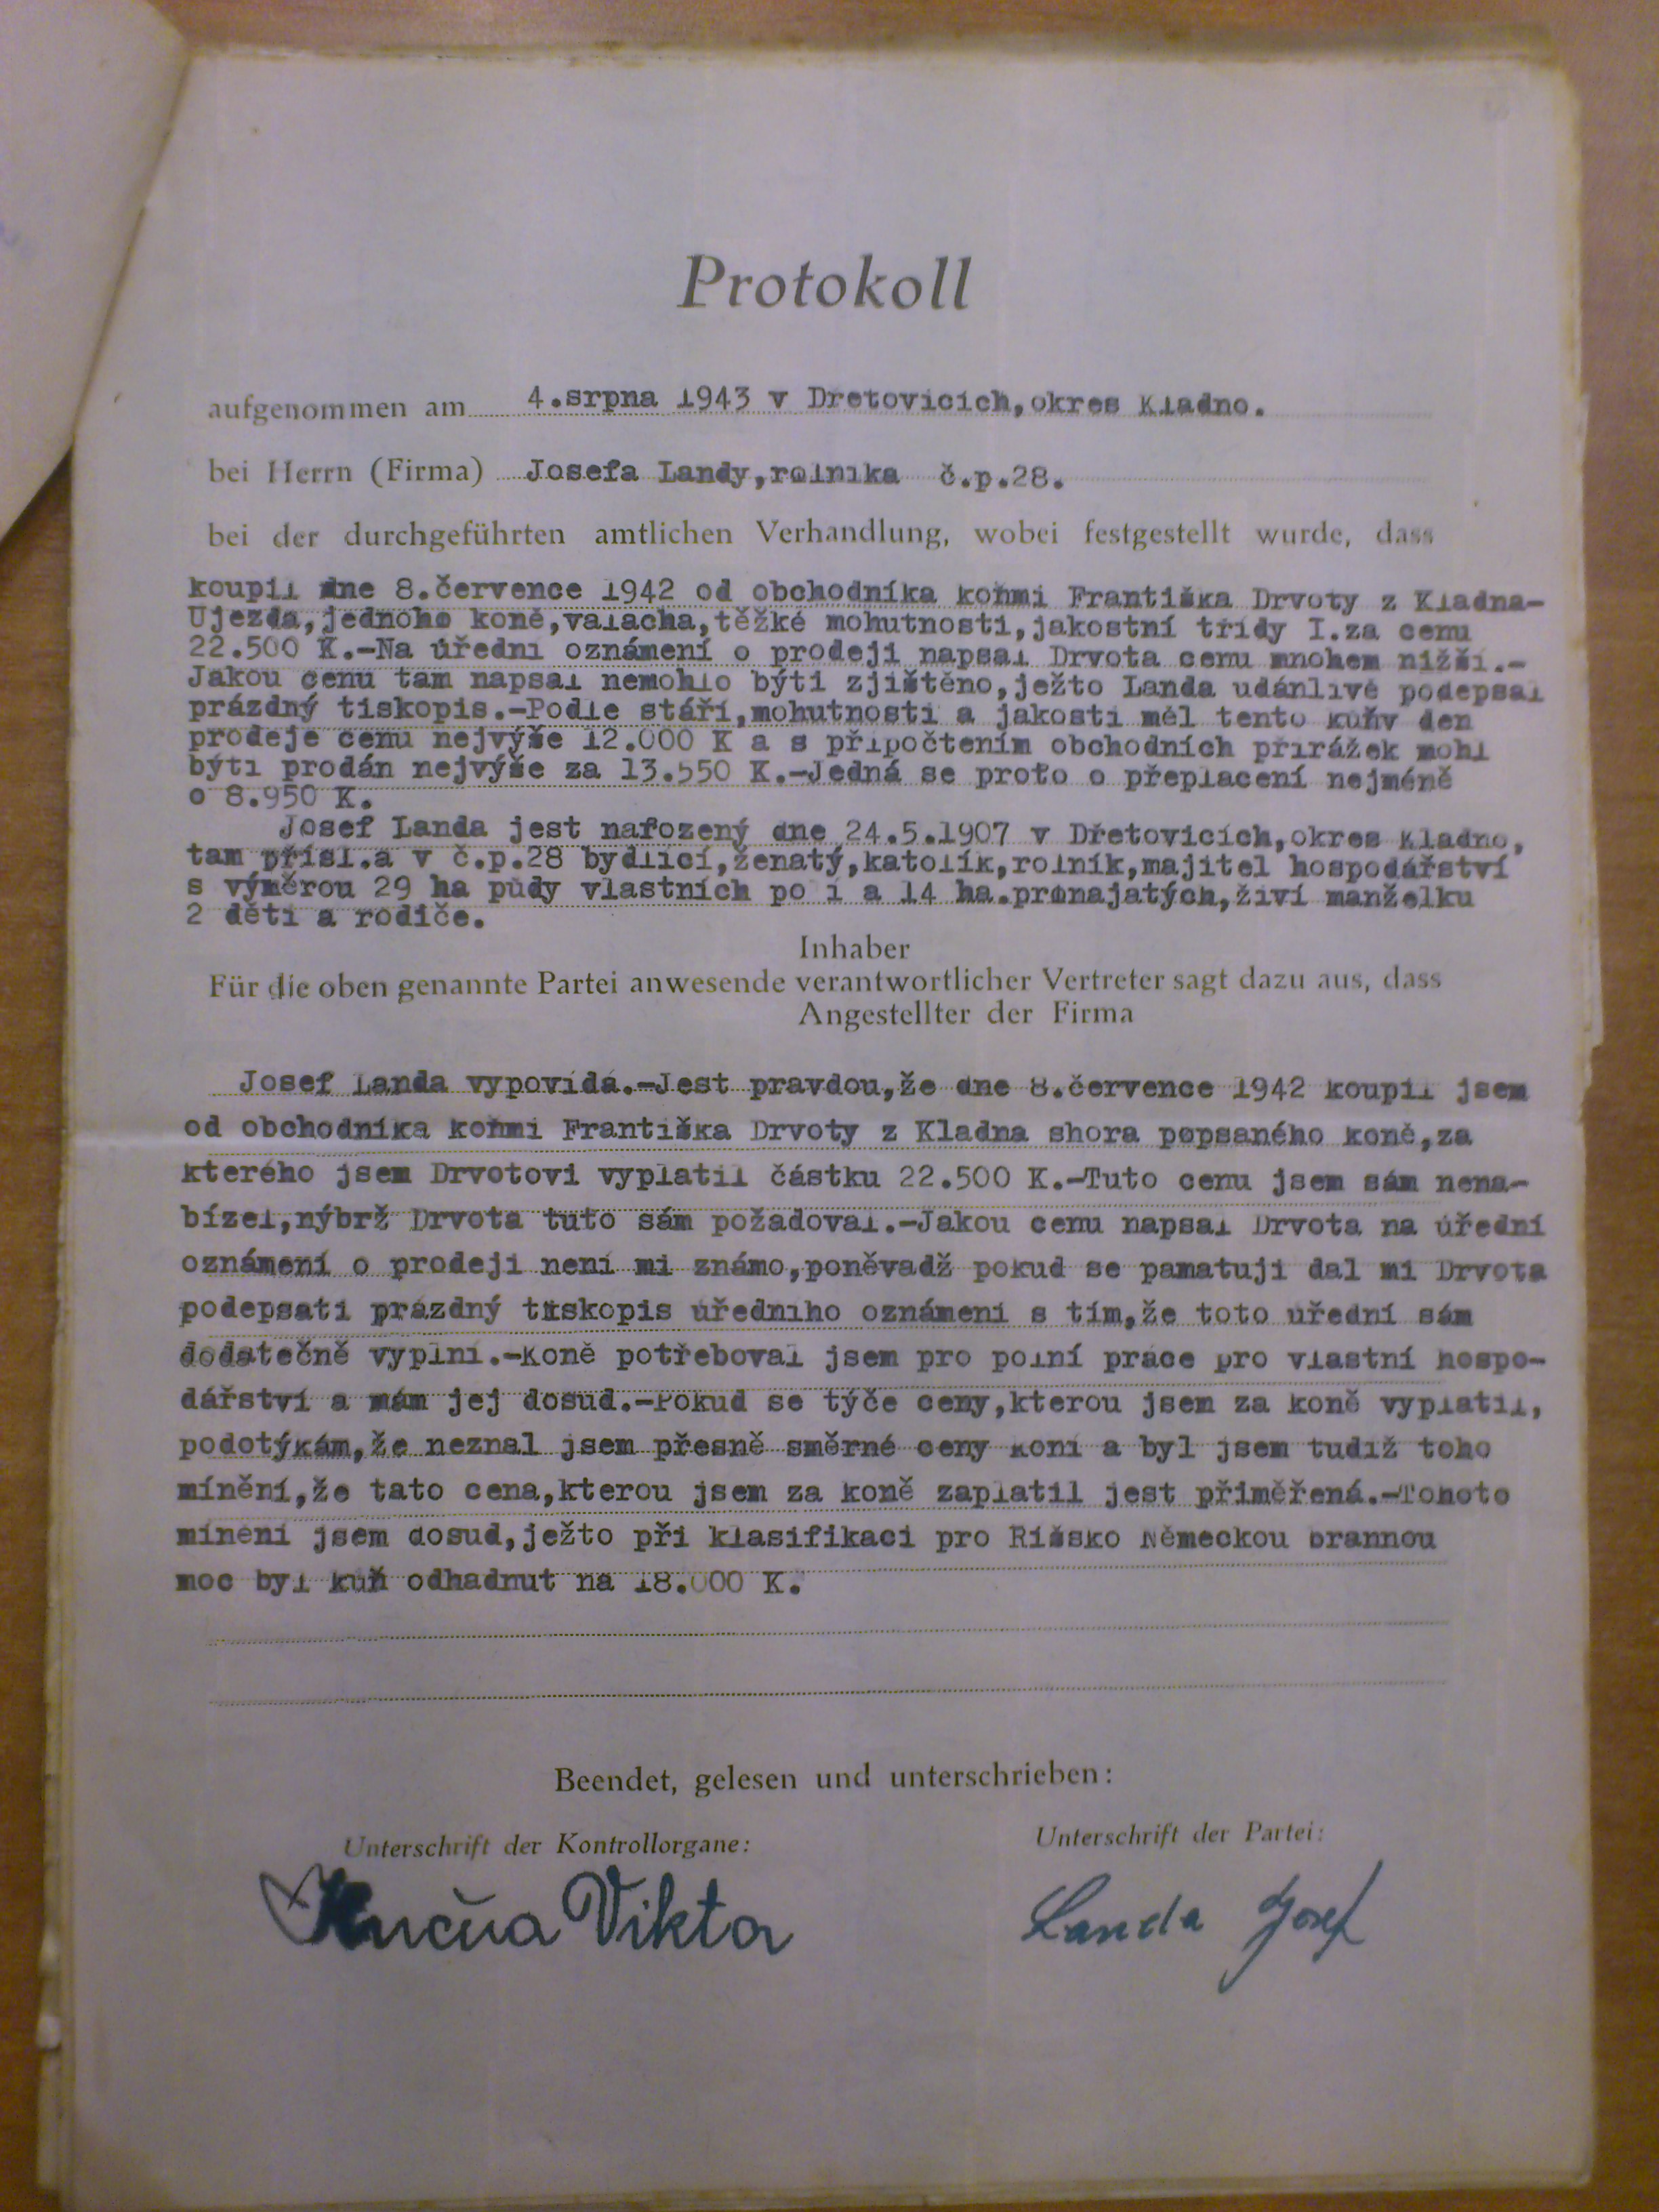 Protokoll
aufgenommen am 4.srpna 1943 v Dřetovicích,okres Kladno.
bei Herrn (Firma) Josefa Landy,rolníka č.p.28.
bei der durchgeführten amtlichen Verhandlung, wobei festgestellt wurde, dass
koupil dne 8.července 1942 od obchodníka koňmi Františka Drvoty z Kladna-
Ujezda,jednoho koně,valacha,těžké mohutnosti,jakostní třídy I.za cenu
22.500 K.-Na úřední oznámení o prodeji napsal Drvota cenu mnohem nižší.-
Jakou cenu tam napsal nemohlo býti zjištěno,ježto Landa údánlivě podepsal
prázdný tiskopis.-Podle stáří,mohutnosti a jakosti měl tento kůňv den
prodeje cenu nejvýše 12.000 K a s připočtením obchodních přirážek mohl
býti prodán nejvýše za 13.550 K.-Jedná se proto o přeplacení nejméně
o 8.950 K.
Josef Landa jest narozený dne 24.5.1907 v Dřetovicích,okres Kladno,
tam přísl.a v č.p.28 bydlící,ženatý,katolík,rolník,majitel hospodářství
s výměrou 29 ha půdy vlastních po i a 14 ha.pronajatých,živí manželku
2 děti a rodiče.
Inhaber
Für die oben genannte Partei anwesende verantwortlicher Vertreter sagt dazu aus, dass
Angestellter der Firma
Josef Landa vypovídá.-Jest pravdou,že dne 8.července 1942 koupil jsem
od obchodníka koňmi Františka Drvoty z Kladna shora popsaného koně,za
kterého jsem Drvotovi vyplatil částku 22.500 K.-Tuto cenu jsem sám nena-
bízel,nýbrž Drvota tuto sám požadoval.-Jakou cenu napsal Drvota na úřední
oznámení o prodeji není mi známo,poněvadž pokud se pamatuji dal mi Drvota
podepsati prázdný tiskopis úředního oznámení s tím,že toto úřední sám
dodatečně vyplní.-Koně potřeboval jsem pro polní práce pro vlastní hospo-
dářství a mám jej dosud.-Pokud se týče ceny,kterou jsem za koně vyplatil,
podotýkám,že neznal jsem přesně směrné ceny koní a byl jsem tudíž toho
mínění,že tato cena,kterou jsem za koně zaplatil jest přiměřená.-Tohoto
mínění jsem dosud,ježto při klasifikaci pro Říšsko Německou brannou
moc byl kůň odhadnut na 18.000 K.
Beendet, gelesen und unterschrieben:
Unterschrift der Kontrollorgane: Unterschrift der Partei:
Viktor Landa Josef